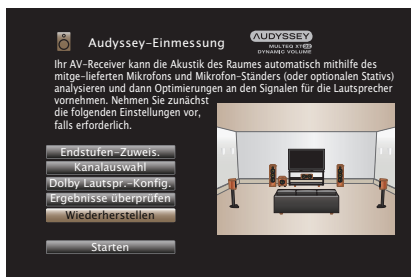 Audyssey-Einmessung
AUDYSSEY
MULTEQ XT32
DYNAMIC VOLUME
Ihr AV-Receiver kann die Akustik des Raumes automatisch mithilfe des
mitge-lieferten Mikrofons und Mikrofon-Ständers (oder optionalen Stativs)
analysieren und dann Optimierungen an den Signalen für die Lautsprecher
vornehmen. Nehmen Sie zunächst
die folgenden Einstellungen vor,
falls erforderlich.
Endstufen-Zuweis.
Kanalauswahl
Dolby Lautspr.-Konfig.
Ergebnisse überprüfen
Wiederherstellen
Starten